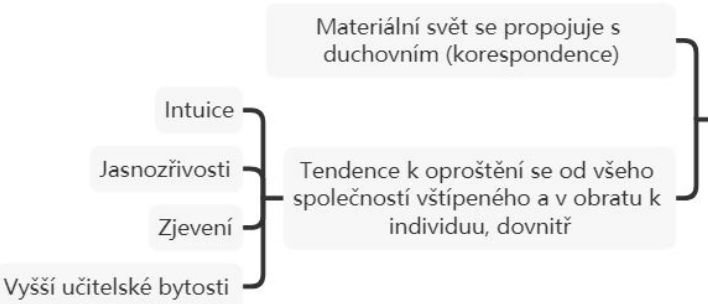 Materiální svět se propojuje s
duchovním (korespondence)
Intuice
Jasnozřivosti
Tendence k oproštění se od všeho
společností vštípeného a v obratu k
individuu, dovnitř
Zjevení
Vyšší učitelské bytosti